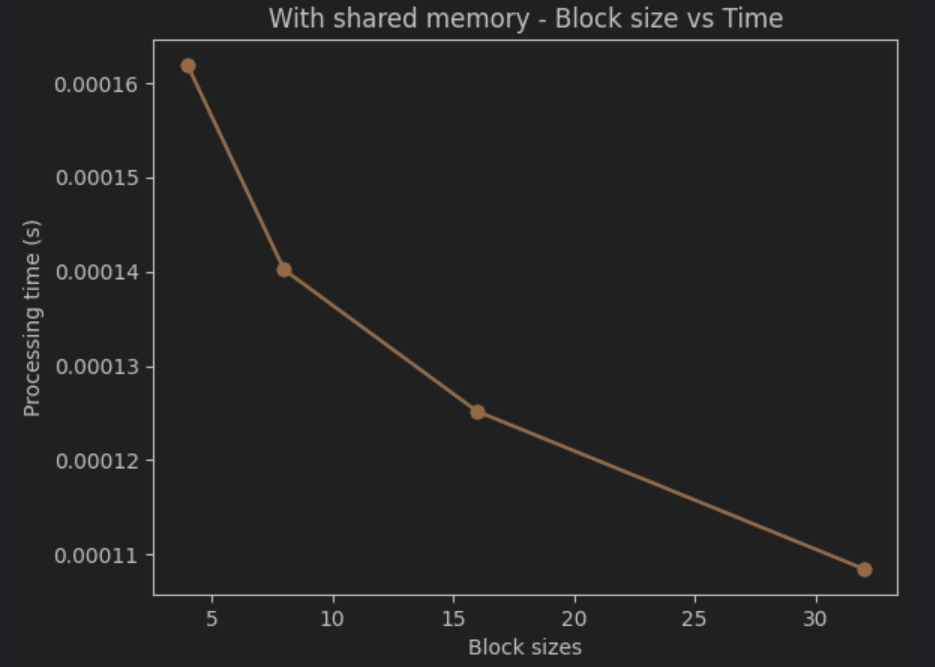 With shared memory - Block size vs Time
Processing time (s)
0.00016
0.00015
0.00014
0.00013
0.00012
0.00011
5 10 15 20 25 30
Block sizes